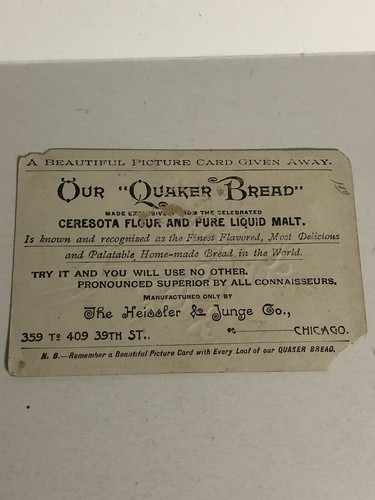 A BEAUTIFUL PICTURE CARD GIVEN AWAY.
OUR "QUAKER BREAD"
MADE EXCLUSIVELY FROM THE CELEBRATED
CERESOTA FLOUR AND PURE LIQUID MALT.
Is known and recognized as the Finest Flavored, Most Delicious
and Palatable Home-made Bread in the World.
TRY IT AND YOU WILL USE NO OTHER.
PRONOUNCED SUPERIOR BY ALL CONNAISSEURS.
MANUFACTURED ONLY BY
The Heissler & Junge Co.,
359 TO 409 39TH ST., CHICAGO.
N. B.—Remember a Beautiful Picture Card with Every Loaf of our QUAKER BREAD.